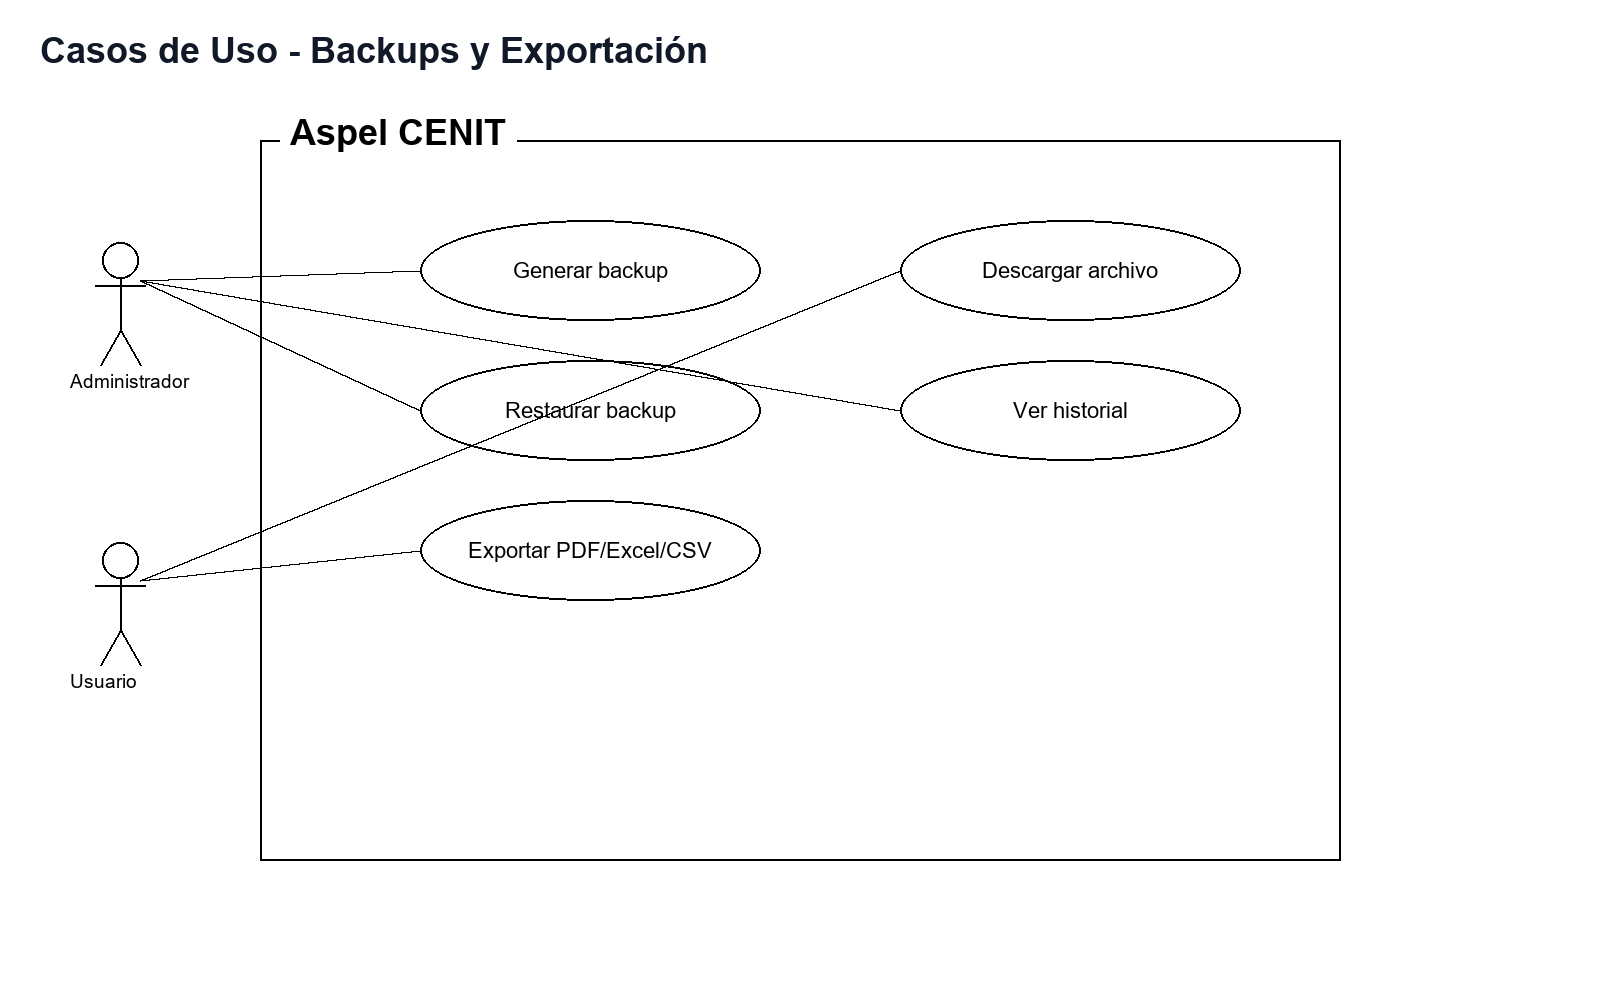 Casos de Uso - Backups y Exportación
Aspel CENIT
Generar backup
Descargar archivo
Administrador
Restaurar backup
Ver historial
Exportar PDF/Excel/CSV
Usuario